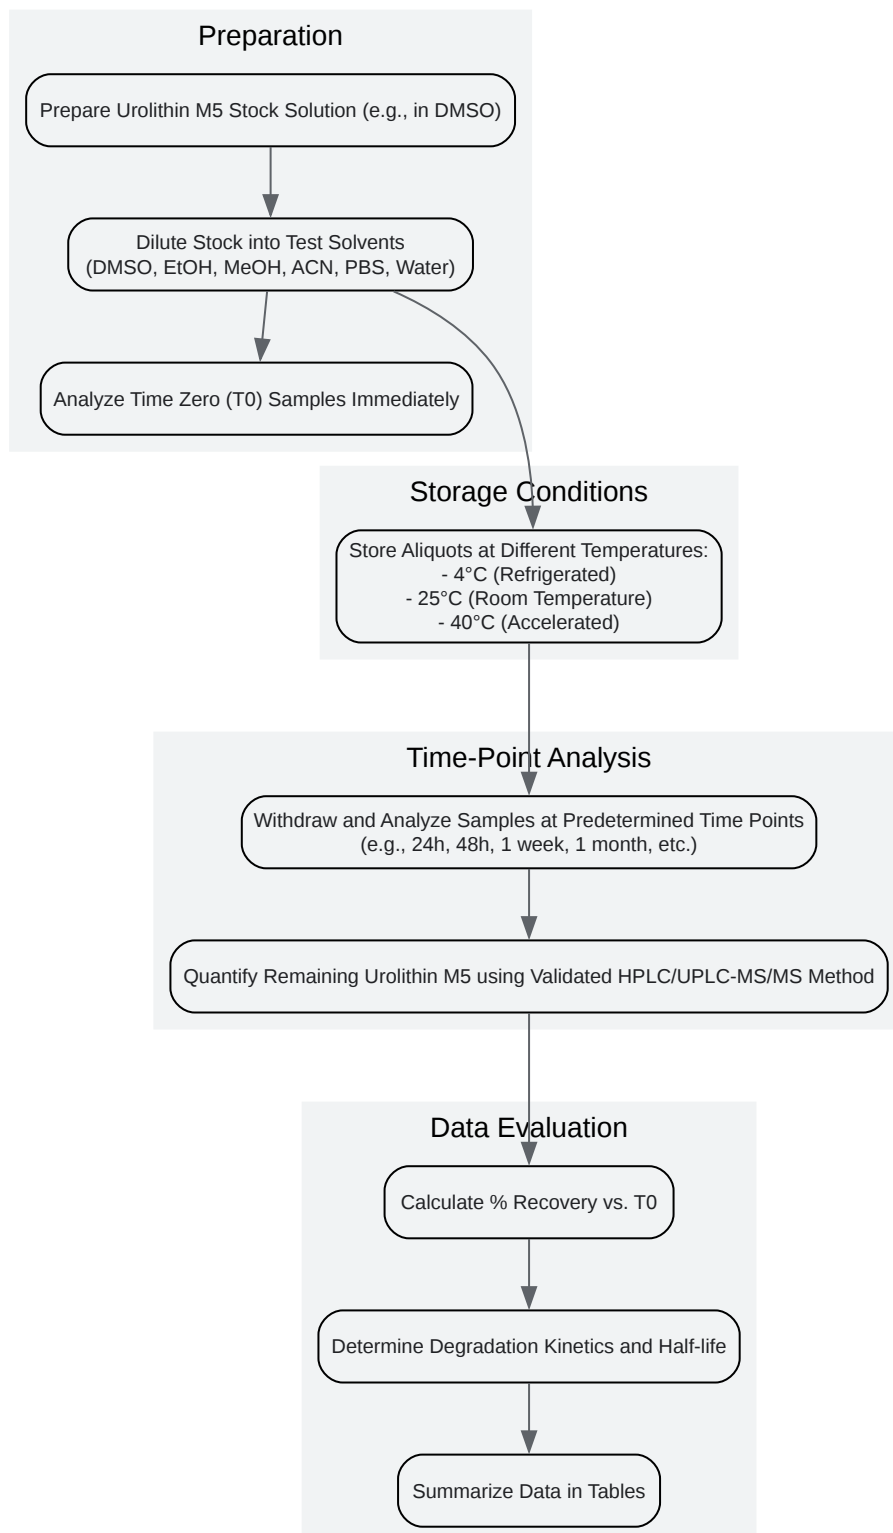 Preparation
Prepare Urolithin M5 Stock Solution (e.g., in DMSO)
Dilute Stock into Test Solvents
(DMSO, EtOH, MeOH, ACN, PBS, Water)
Analyze Time Zero (T0) Samples Immediately
Storage Conditions
Store Aliquots at Different Temperatures:
- 4°C (Refrigerated)
- 25°C (Room Temperature)
- 40°C (Accelerated)
Time-Point Analysis
Withdraw and Analyze Samples at Predetermined Time Points
(e.g., 24h, 48h, 1 week, 1 month, etc.)
Quantify Remaining Urolithin M5 using Validated HPLC/UPLC-MS/MS Method
Data Evaluation
Calculate % Recovery vs. T0
Determine Degradation Kinetics and Half-life
Summarize Data in Tables